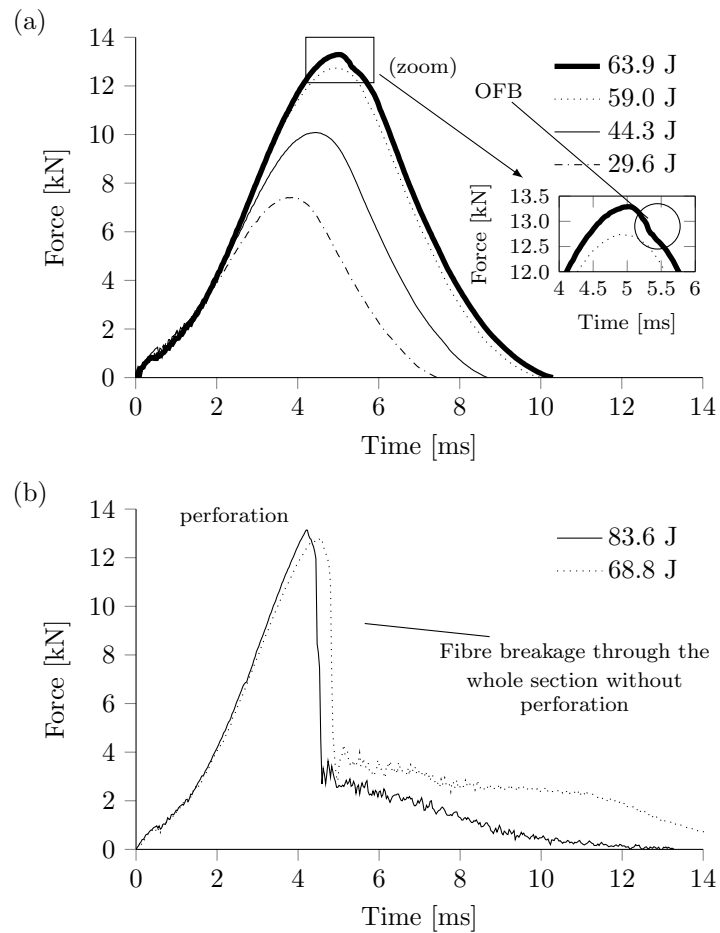 (a)
14
12
10
8
6
4
2
0
Force [kN]
0 2 4 6 8 10 12 14
Time [ms]
(zoom)
OFB
63.9 J
59.0 J
44.3 J
29.6 J
13.5
13.0
12.5
12.0
Force [kN]
4 4.5 5 5.5 6
Time [ms]
(b)
14
12
10
8
6
4
2
0
Force [kN]
0 2 4 6 8 10 12 14
Time [ms]
perforation
83.6 J
68.8 J
Fibre breakage through the
whole section without
perforation